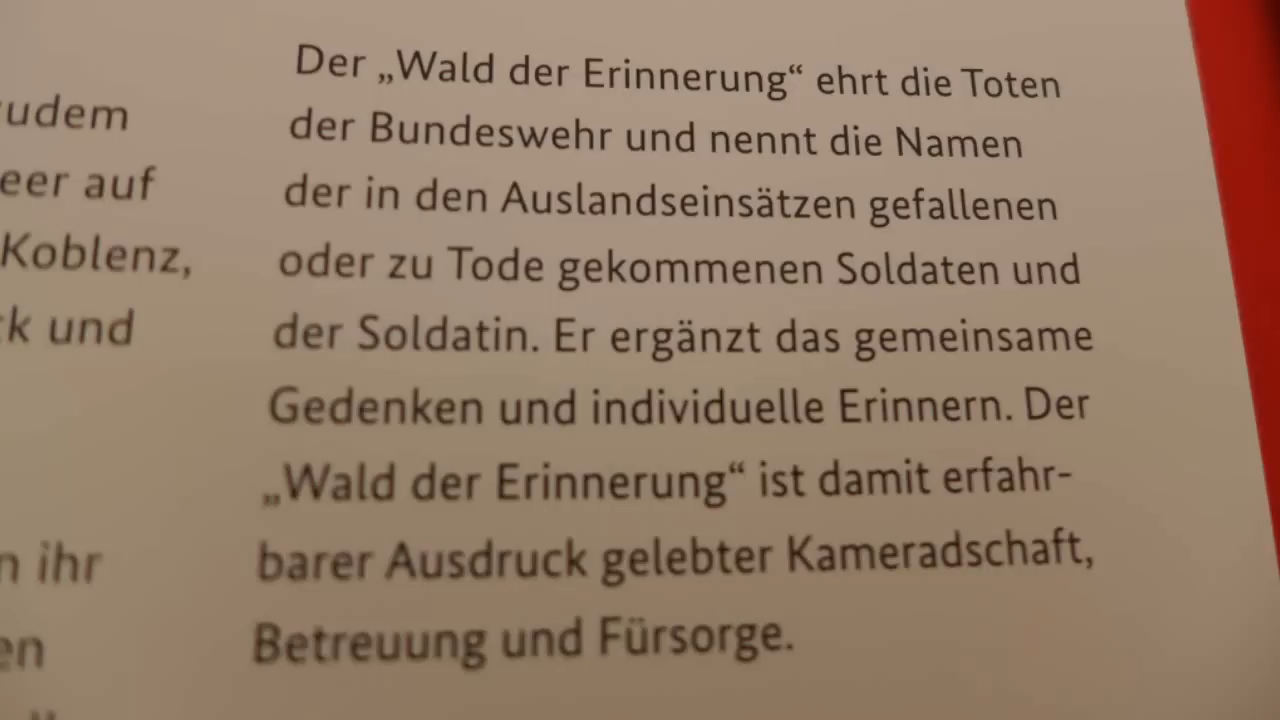 udem
eer auf
Koblenz,
k und
n ihr
en
Der „Wald der Erinnerung“ ehrt die Toten
der Bundeswehr und nennt die Namen
der in den Auslandseinsätzen gefallenen
oder zu Tode gekommenen Soldaten und
der Soldatin. Er ergänzt das gemeinsame
Gedenken und individuelle Erinnern. Der
„Wald der Erinnerung“ ist damit erfahr-
barer Ausdruck gelebter Kameradschaft,
Betreuung und Fürsorge.